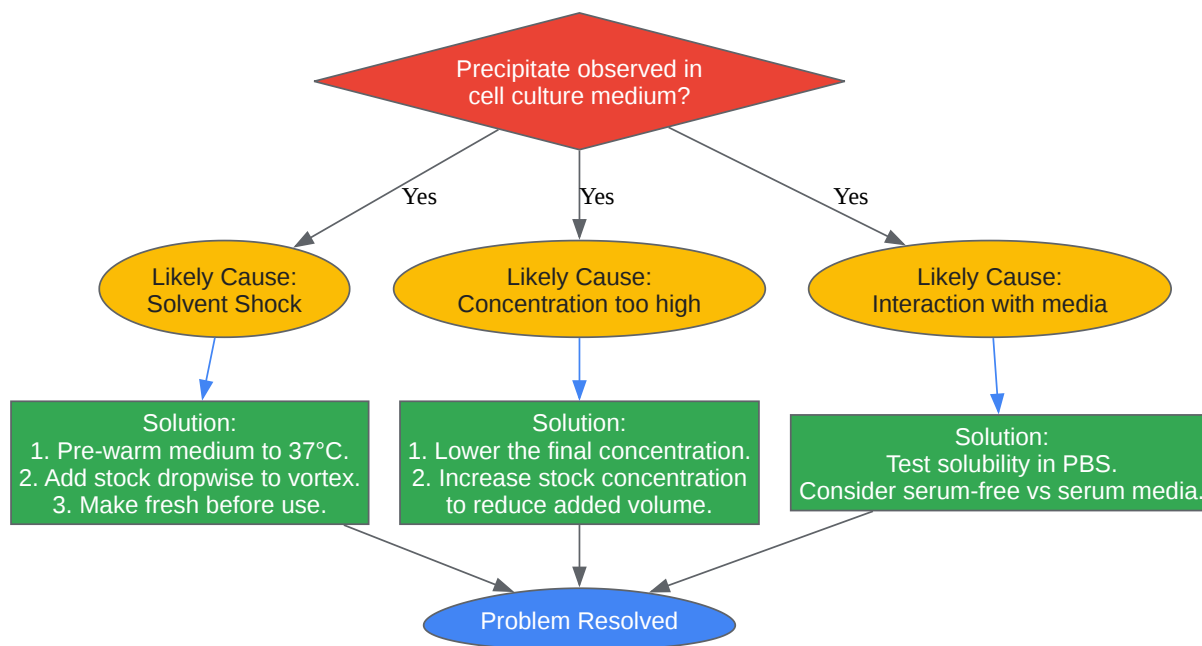 Precipitate observed in
cell culture medium?
Yes
Yes
Yes
Likely Cause:
Solvent Shock
Likely Cause:
Concentration too high
Likely Cause:
Interaction with media
Solution:
1. Pre-warm medium to 37°C.
2. Add stock dropwise to vortex.
3. Make fresh before use.
Solution:
1. Lower the final concentration.
2. Increase stock concentration
to reduce added volume.
Solution:
Test solubility in PBS.
Consider serum-free vs serum media.
Problem Resolved